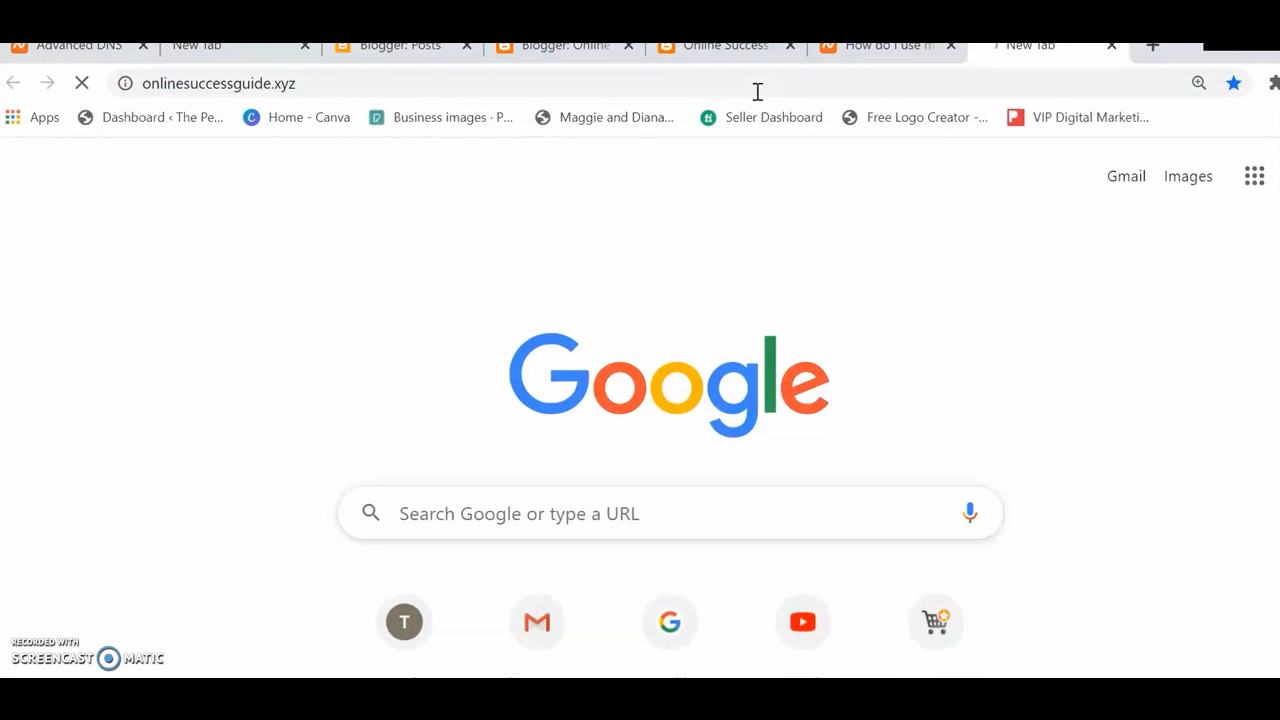 Advanced DNS
New Tab
Blogger: Posts
Blogger: Online
Online Success
How do I use m
New Tab
onlinesuccessguide.xyz
Apps
Dashboard ‹ The Pe...
Home - Canva
Business images · P...
Maggie and Diana...
Seller Dashboard
Free Logo Creator -...
VIP Digital Marketi...
Gmail
Images
Google
Search Google or type a URL
T
RECORDED WITH
SCREENCAST MATIC